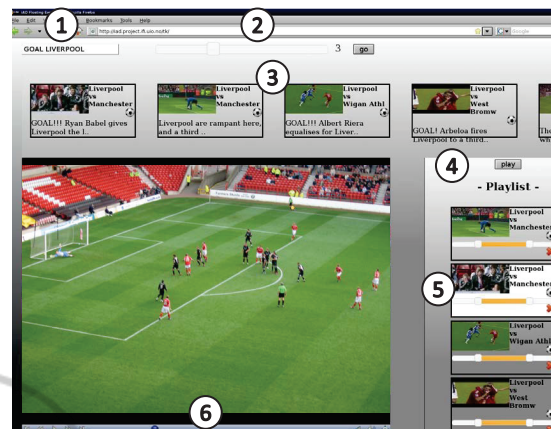 Edit
Bookmarks Tools Help
1
2
http://iad.project.ifi.uio.no/itk/
Google
GOAL LIVERPOOL
3
go
3
Liverpool
vs
Manchester
GOAL!!! Ryan Babel gives
Liverpool the l..
Liverpool
vs
Manchester
Liverpool are rampant here,
and a third ..
Liverpool
vs
Wigan Athl
GOAL!!! Albert Riera
equalises for Liver..
Liverpool
vs
West
Bromw
GOAL! Arbeloa fires
Liverpool to a third..
4
play
- Playlist -
Liverpool
vs
Manchester
5
Liverpool
vs
Manchester
Liverpool
vs
Wigan Athl
Liverpool
vs
West
Bromw
6